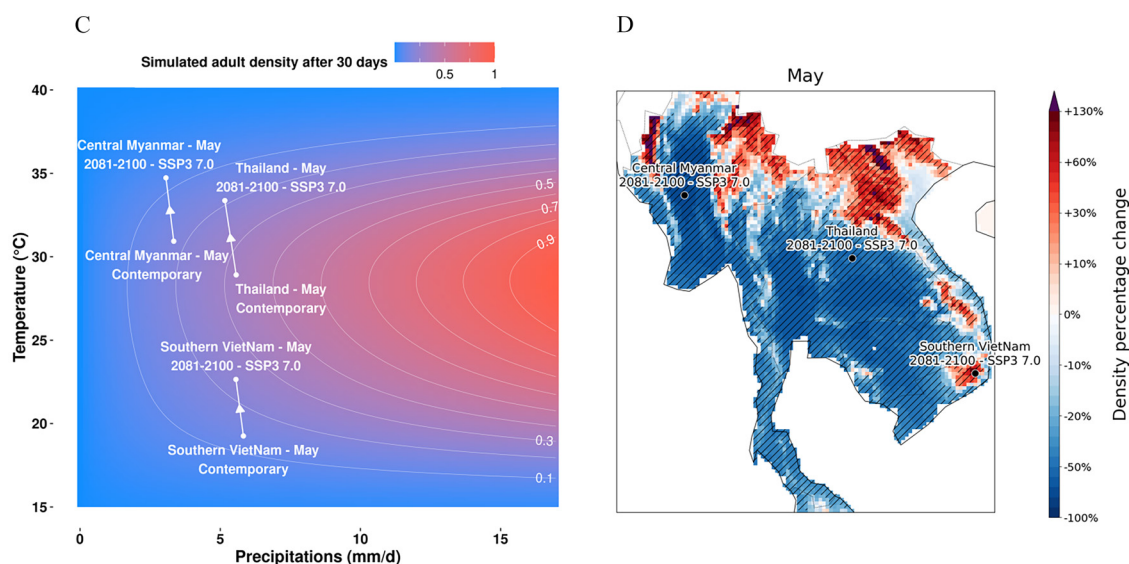 C
Simulated adult density after 30 days
0.5
1
40
35
30
25
20
15
Temperature (°C)
Central Myanmar - May
2081-2100 - SSP3 7.0
Thailand - May
2081-2100 - SSP3 7.0
0.5
0.7
0.9
Central Myanmar - May
Contemporary
Thailand - May
Contemporary
Southern VietNam - May
2081-2100 - SSP3 7.0
0.3
Southern VietNam - May
Contemporary
0.1
0
5
10
15
Precipitations (mm/d)
D
May
Central Myanmar
2081-2100 - SSP3 7.0
Thailand
2081-2100 - SSP3 7.0
Southern VietNam
2081-2100 - SSP3 7.0
+130%
+60%
+30%
+10%
0%
-10%
-20%
-50%
-100%
Density percentage change